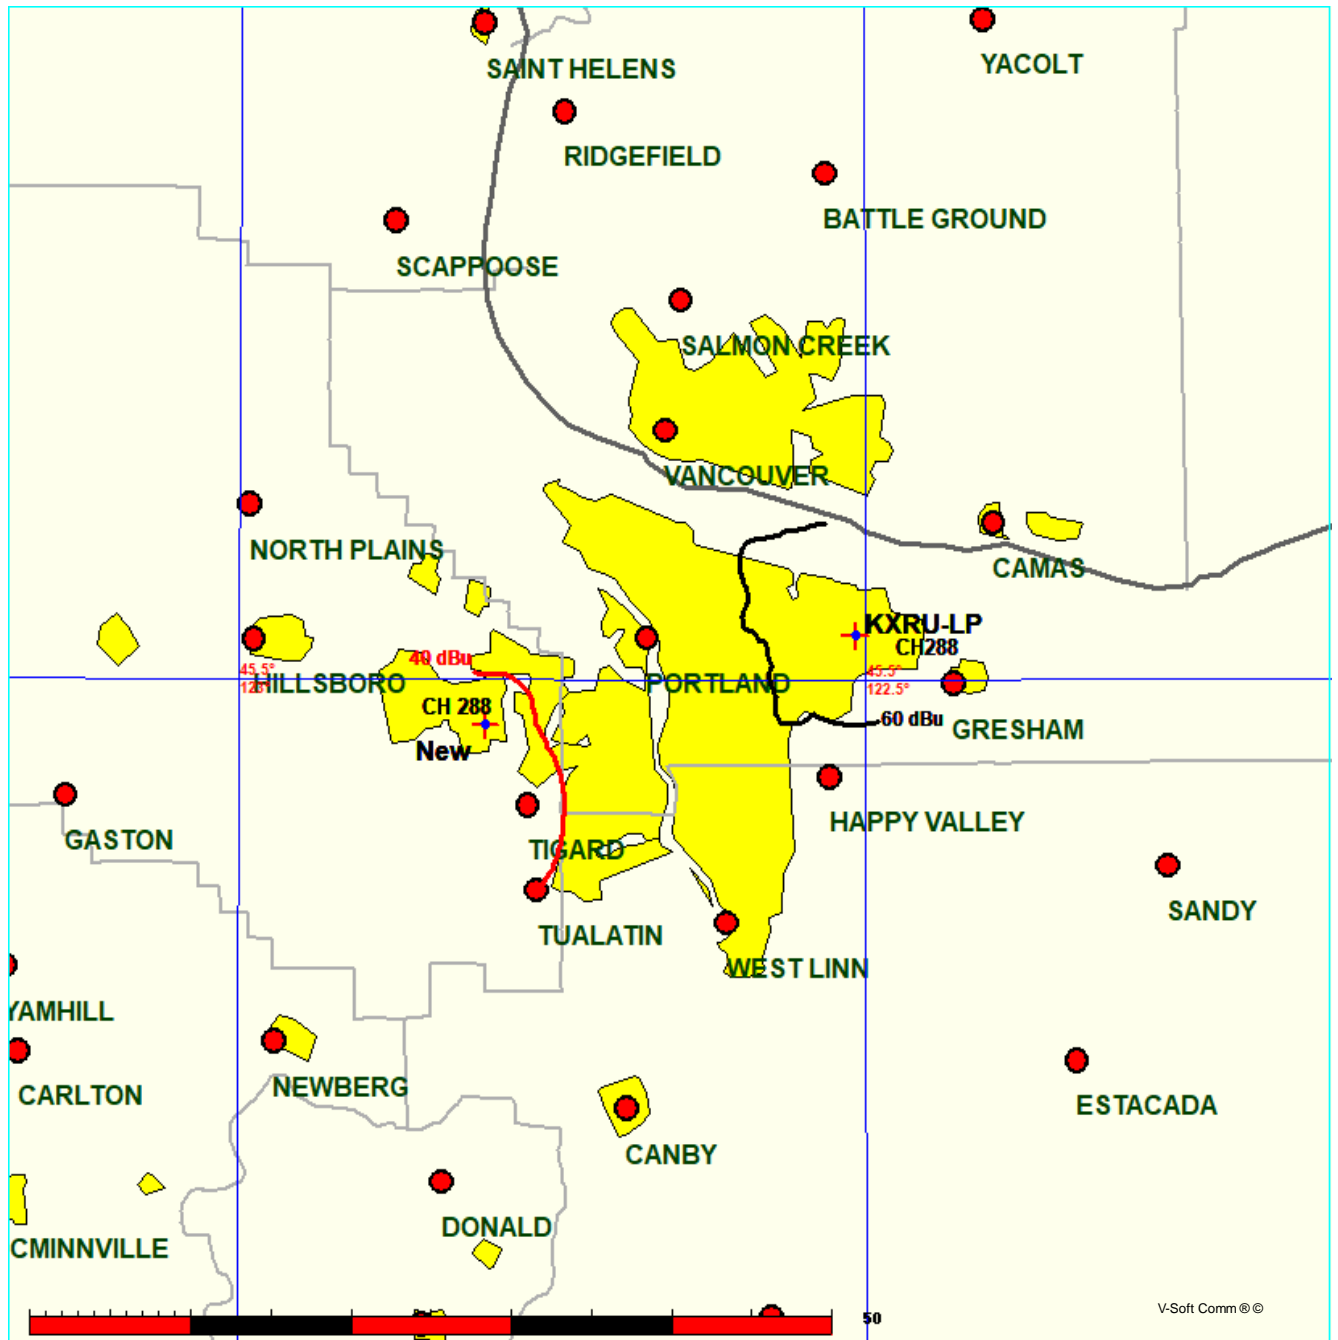 SAINT HELENS
YACOLT
RIDGEFIELD
BATTLE GROUND
SCAPPOOSE
SALMON CREEK
VANCOUVER
NORTH PLAINS
CAMAS
KXRU-LP
CH288
40 dBu
45.5°
123°
HILLSBORO
PORTLAND
45.5°
122.5°
CH 288
60 dBu
GRESHAM
New
HAPPY VALLEY
GASTON
TIGARD
SANDY
TUALATIN
WEST LINN
YAMHILL
NEWBERG
CARLTON
ESTACADA
CANBY
DONALD
CMINNVILLE
V-Soft Comm ® ©
50